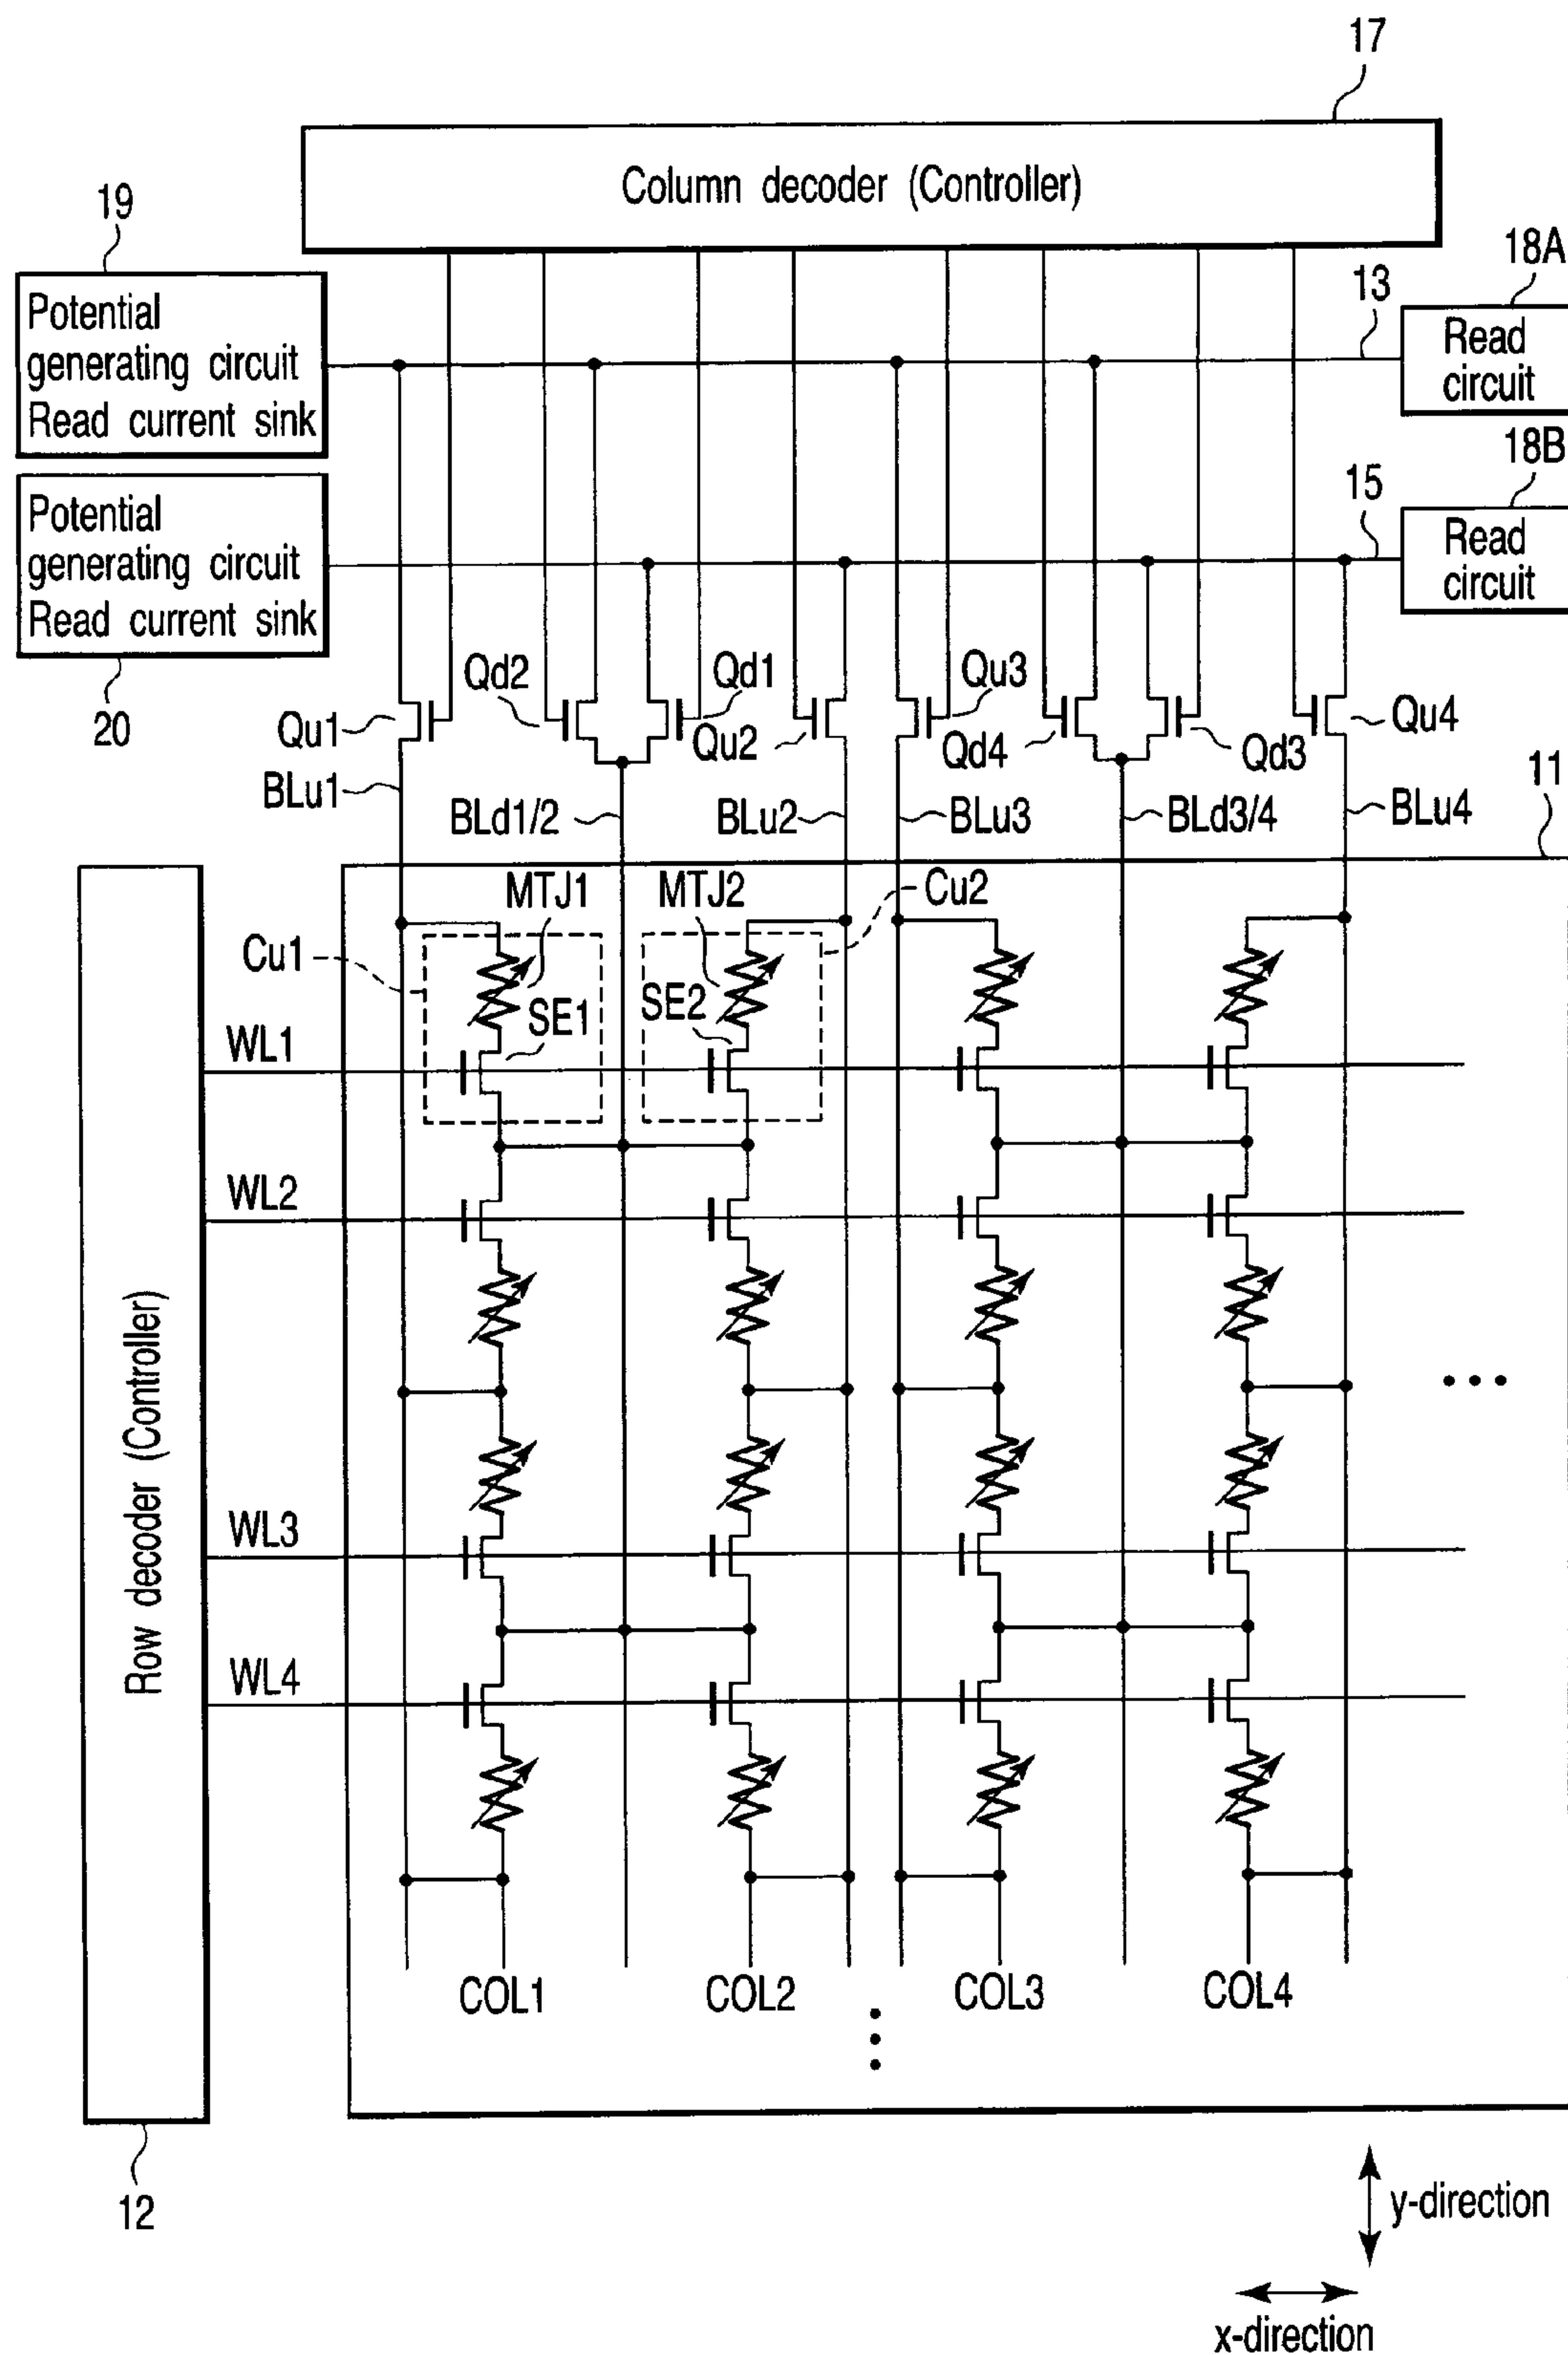 17
Column decoder (Controller)
19
Potential
generating circuit
Read current sink
13
18A
Read
circuit
Potential
generating circuit
Read current sink
20
15
18B
Read
circuit
Qu1
Qd2
Qd1
Qu2
Qu3
Qd4
Qd3
Qu4
BLu1
BLd1/2
BLu2
BLu3
BLd3/4
BLu4
11
Cu1
MTJ1
SE1
MTJ2
SE2
Cu2
WL1
WL2
WL3
WL4
Row decoder (Controller)
12
COL1
COL2
COL3
COL4
y-direction
x-direction